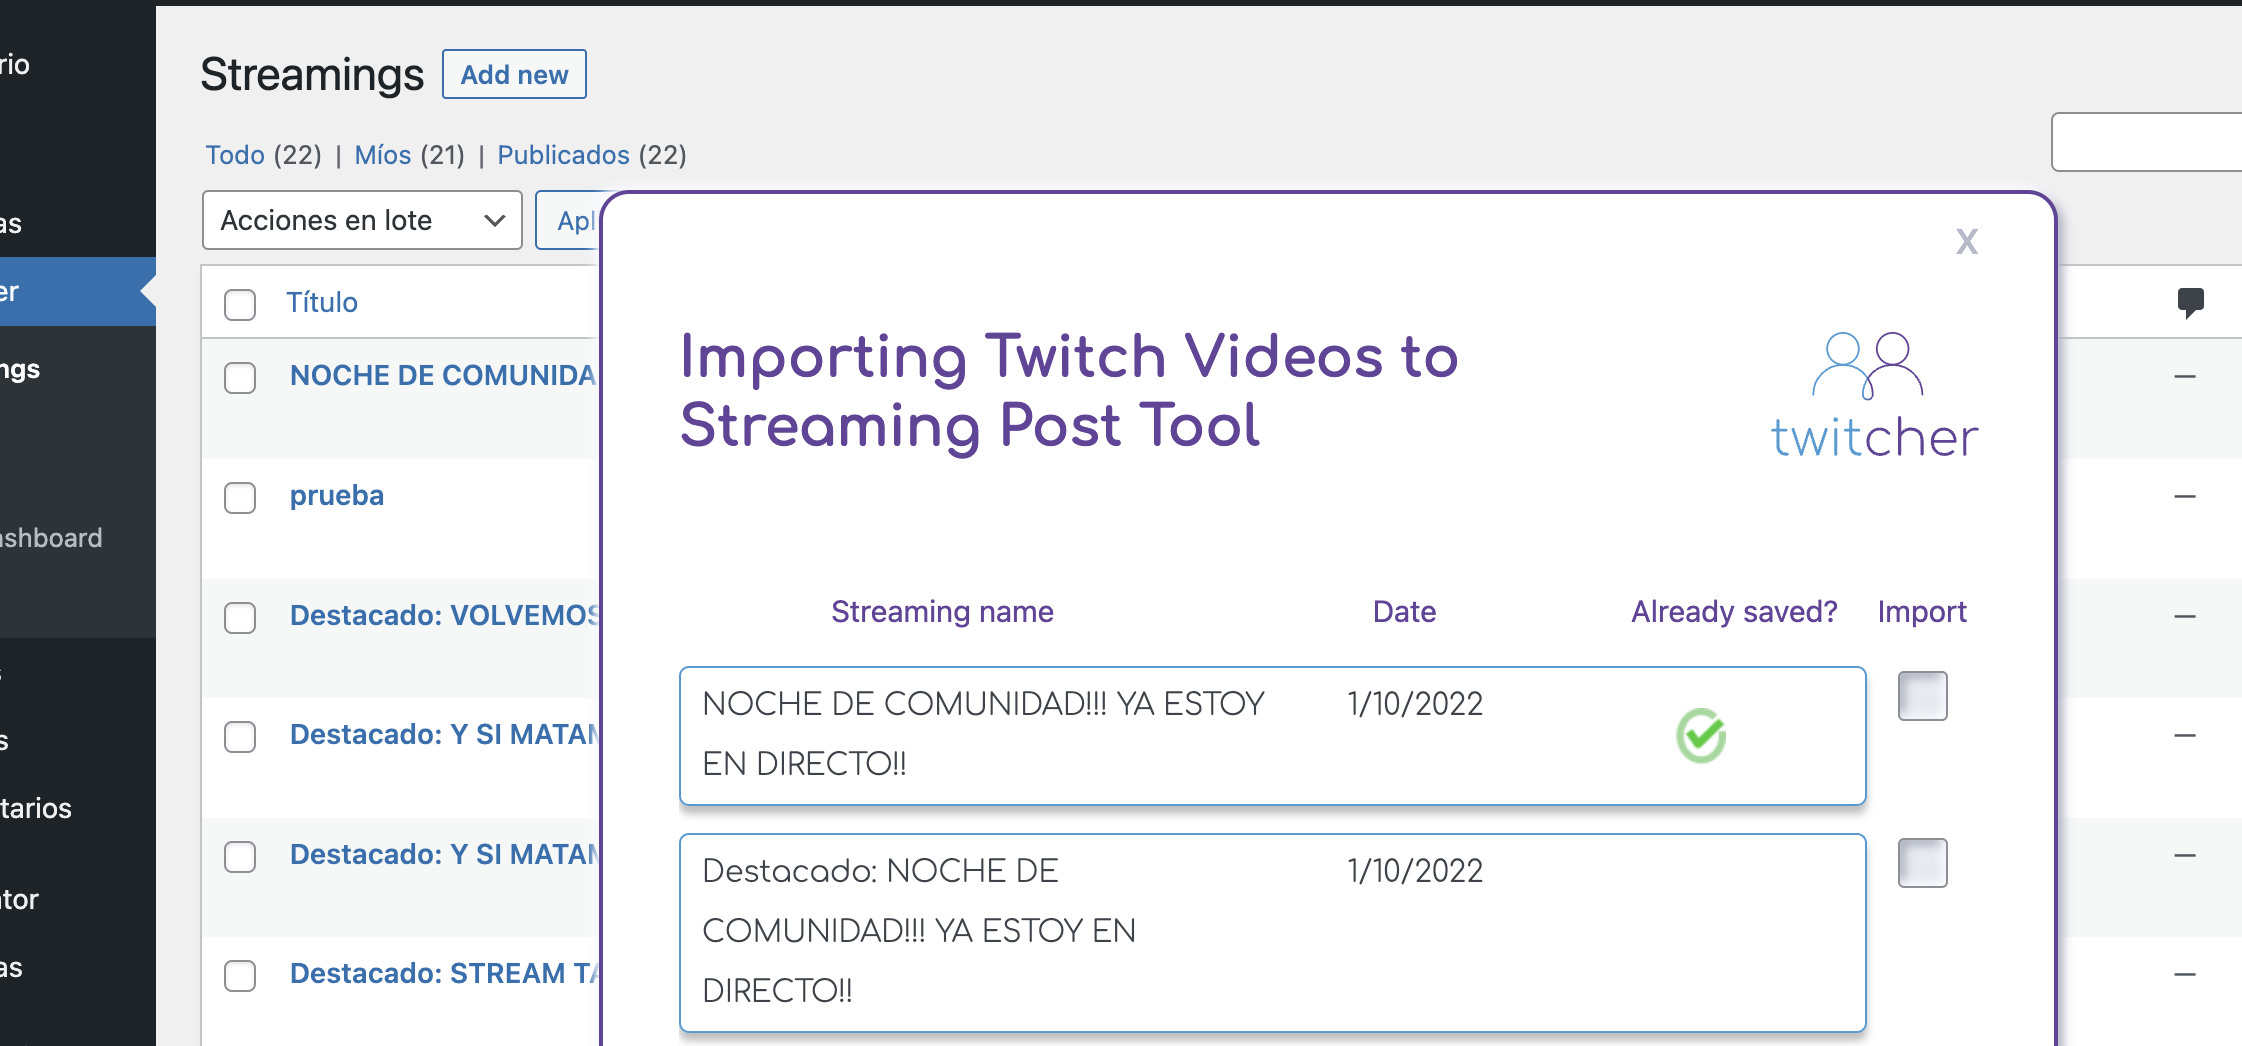 Streamings Add new
Todo (22) | Míos (21) | Publicados (22)
Acciones en lote
Título
NOCHE DE COMUNIDA
prueba
Destacado: VOLVEMOS
Destacado: Y SI MATAN
Destacado: Y SI MATAN
Destacado: STREAM TA
rio
as
er
ngs
ashboard
s
s
tarios
tor
as
Apl
X
Importing Twitch Videos to
Streaming Post Tool
twitcher
Streaming name Date Already saved? Import
NOCHE DE COMUNIDAD!!! YA ESTOY 1/10/2022
EN DIRECTO!!
Destacado: NOCHE DE 1/10/2022
COMUNIDAD!!! YA ESTOY EN
DIRECTO!!